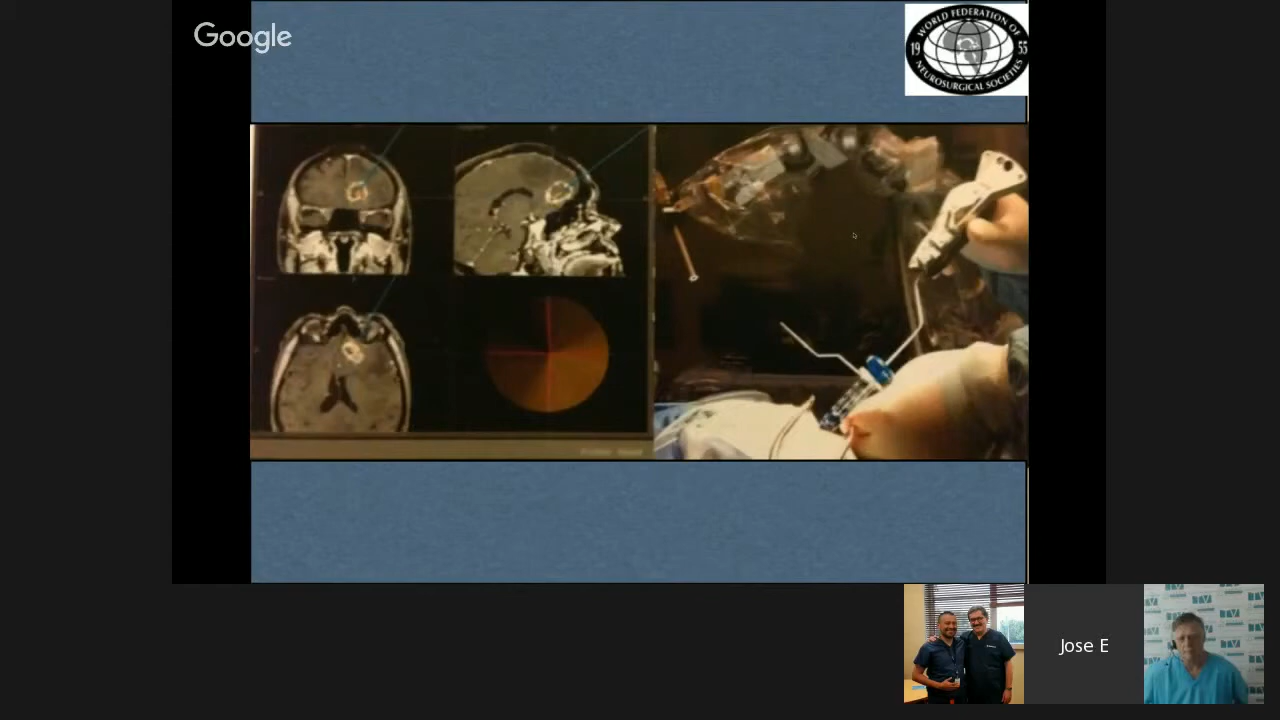 Google
WORLD FEDERATION OF
19 55
NEUROSURGICAL SOCIETIES
Jose E